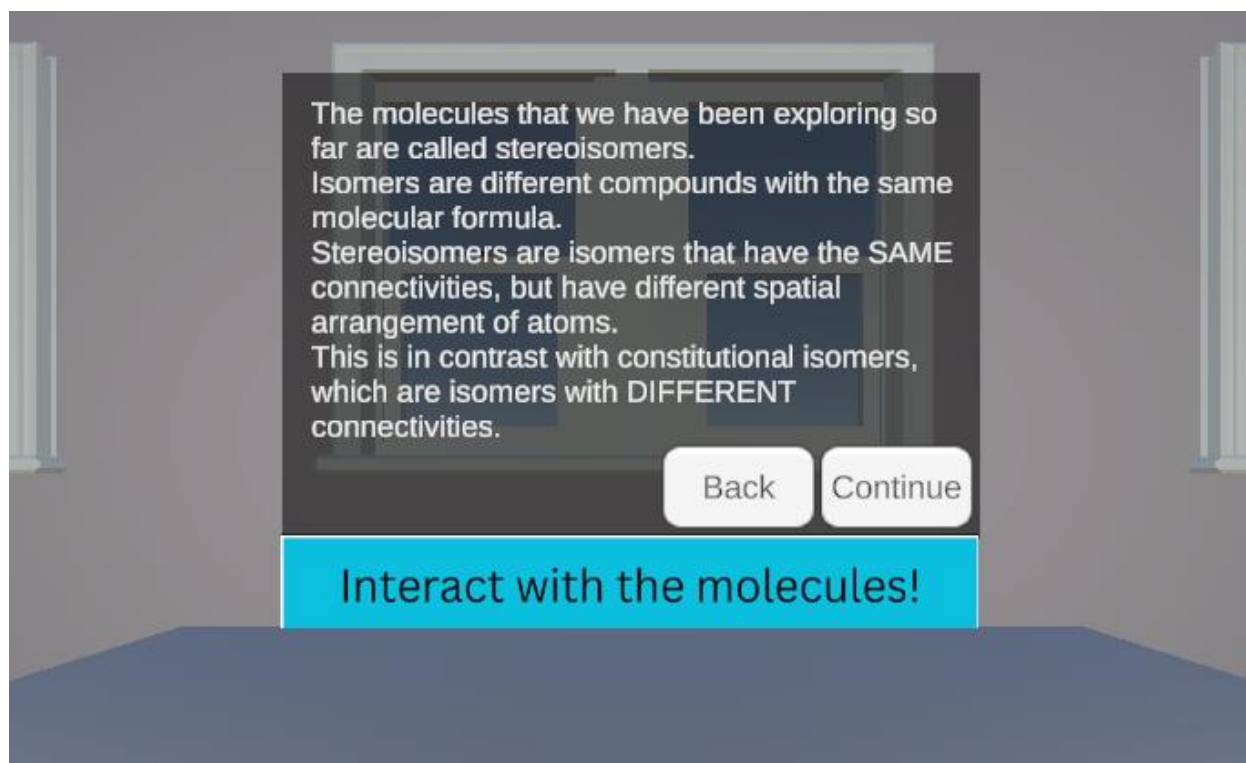 The molecules that we have been exploring so
far are called stereoisomers.
Isomers are different compounds with the same
molecular formula.
Stereoisomers are isomers that have the SAME
connectivities, but have different spatial
arrangement of atoms.
This is in contrast with constitutional isomers,
which are isomers with DIFFERENT
connectivities.
Back Continue
Interact with the molecules!